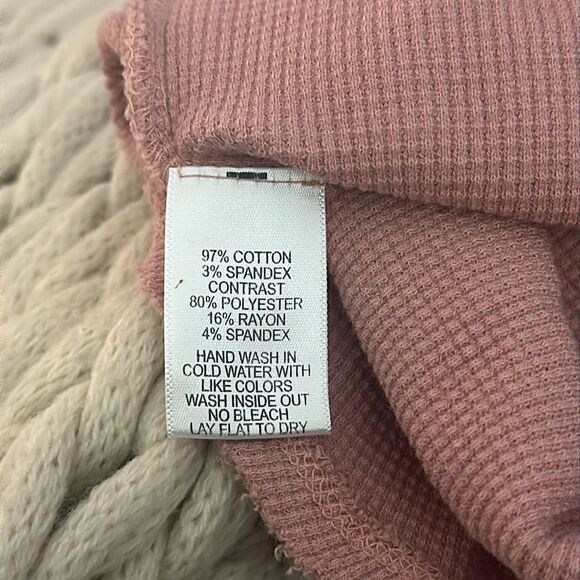 97% COTTON
3% SPANDEX
CONTRAST
80% POLYESTER
16% RAYON
4% SPANDEX
HAND WASH IN
COLD WATER WITH
LIKE COLORS
WASH INSIDE OUT
NO BLEACH
LAY FLAT TO DRY